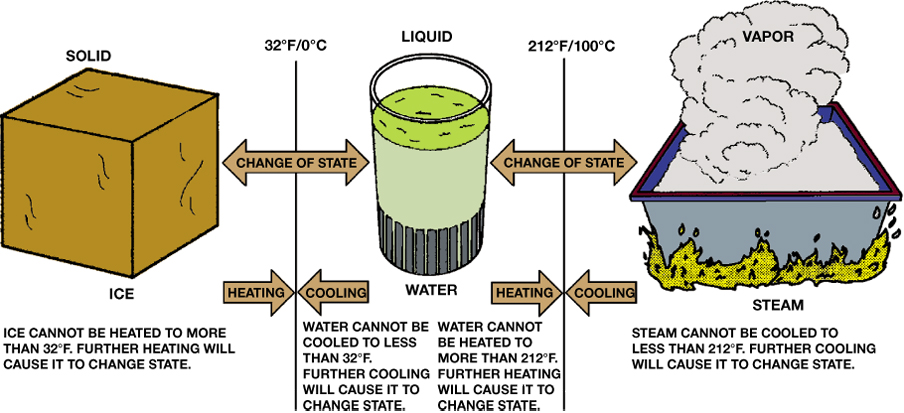 SOLID
32°F/0°C
LIQUID
212°F/100°C
VAPOR
CHANGE OF STATE
CHANGE OF STATE
ICE
HEATING
COOLING
WATER
HEATING
COOLING
STEAM
ICE CANNOT BE HEATED TO MORE
THAN 32°F. FURTHER HEATING WILL
CAUSE IT TO CHANGE STATE.
WATER CANNOT BE
COOLED TO LESS
THAN 32°F.
FURTHER COOLING
WILL CAUSE IT TO
CHANGE STATE.
WATER CANNOT
BE HEATED TO
MORE THAN 212°F.
FURTHER HEATING
WILL CAUSE IT TO
CHANGE STATE.
STEAM CANNOT BE COOLED TO
LESS THAN 212°F. FURTHER COOLING
WILL CAUSE IT TO CHANGE STATE.